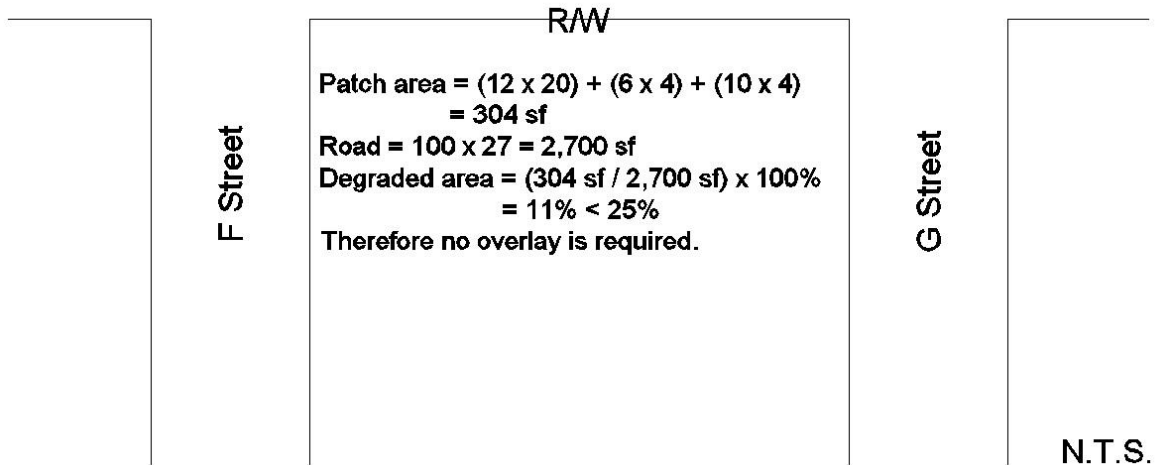 R/W
Patch area = (12 x 20) + (6 x 4) + (10 x 4)
= 304 sf
Road = 100 x 27 = 2,700 sf
Degraded area = (304 sf / 2,700 sf) x 100%
= 11% < 25%
Therefore no overlay is required.
F Street
G Street
N.T.S.